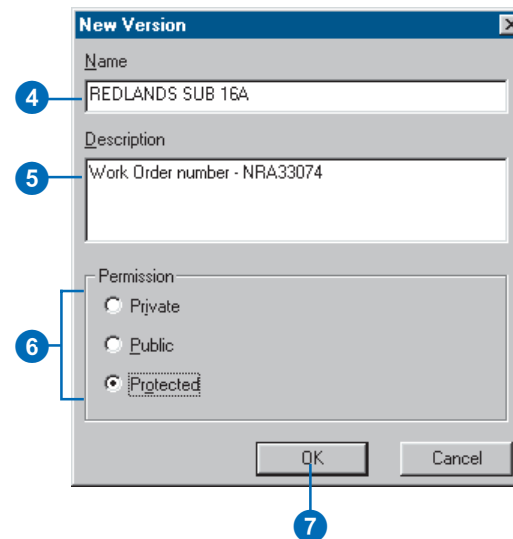 New Version
Name
4
REDLANDS SUB 16A
Description
5
Work Order number - NRA33074
Permission
Private
6
Public
Protected
OK
Cancel
7